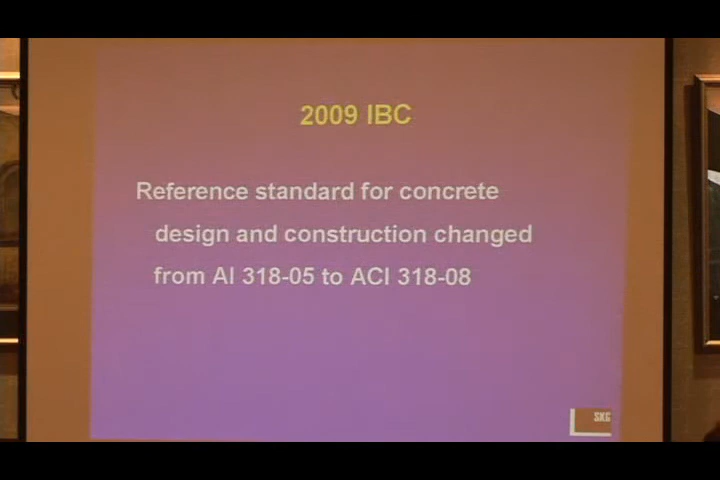 2009 IBC
Reference standard for concrete
design and construction changed
from AI 318-05 to ACI 318-08
SKG